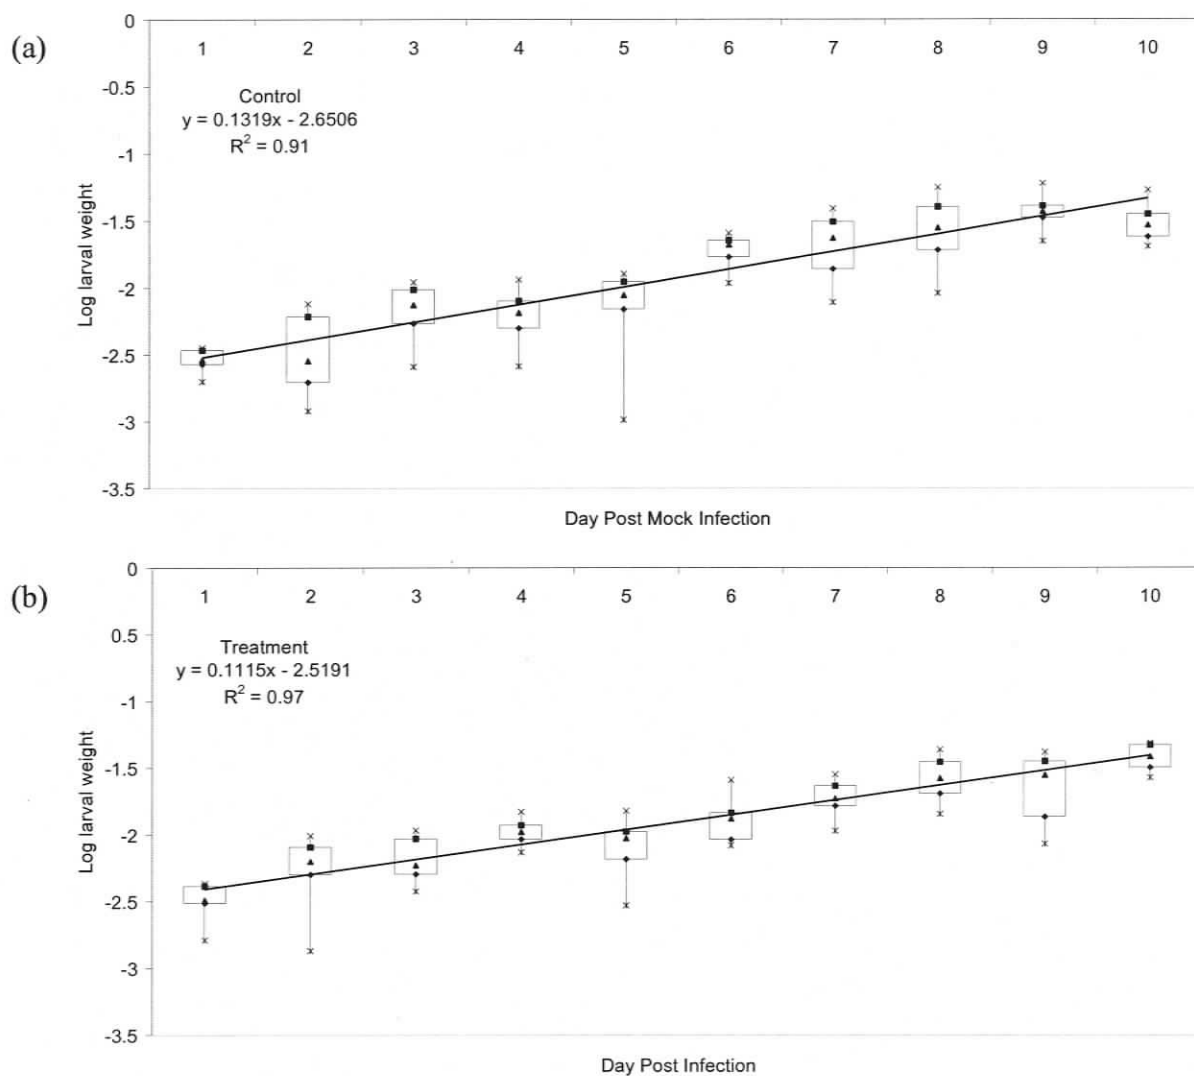 (a)
0
1 2 3 4 5 6 7 8 9 10
-0.5
Control
y = 0.1319x - 2.6506
R² = 0.91
-1
Log larval weight
-1.5
-2
-2.5
-3
-3.5
Day Post Mock Infection
(b)
0
1 2 3 4 5 6 7 8 9 10
0.5
Treatment
y = 0.1115x - 2.5191
R² = 0.97
-1
Log larval weight
-1.5
-2
-2.5
-3
-3.5
Day Post Infection